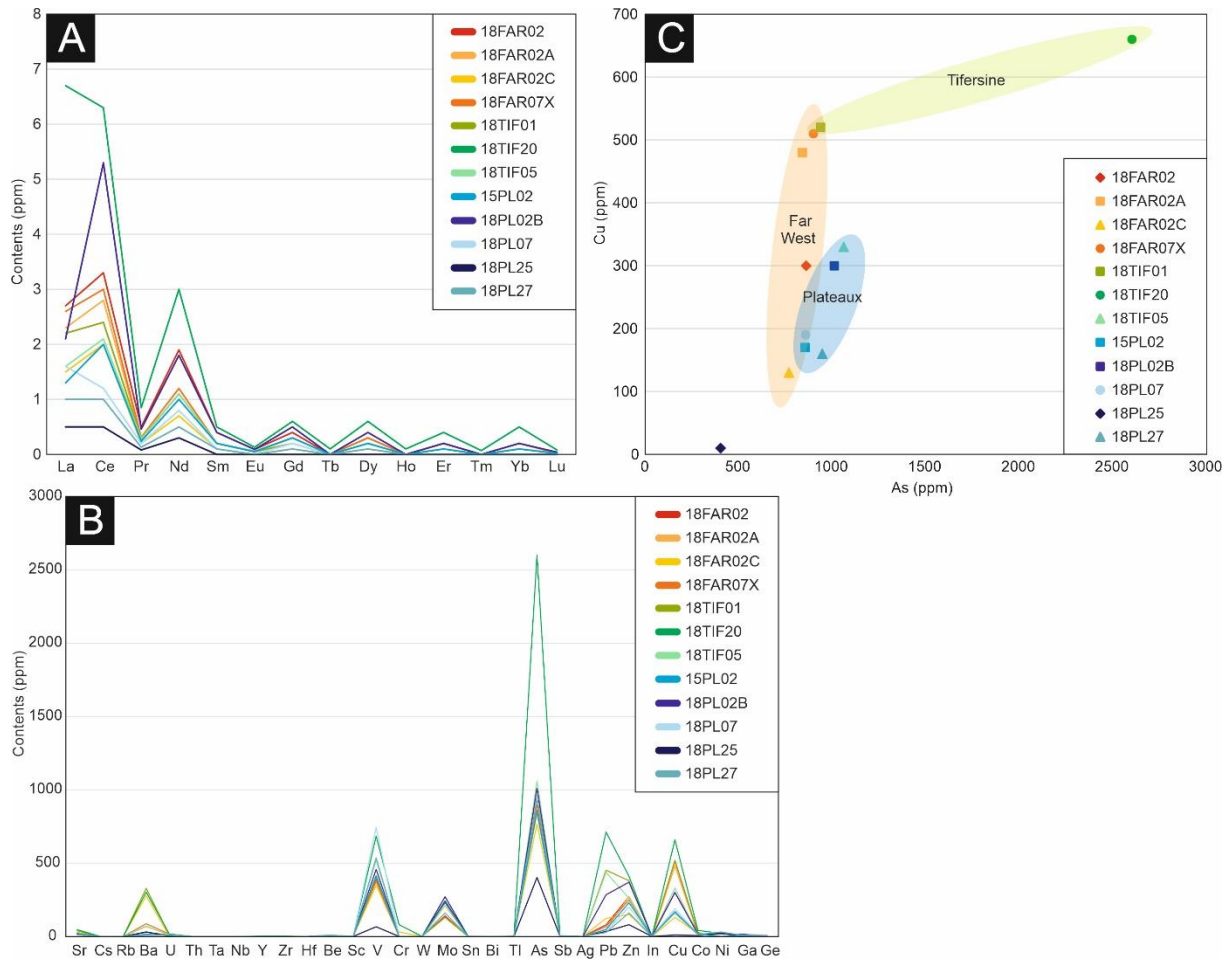 A
Contents (ppm)
8
7
6
5
4
3
2
1
0
La Ce Pr Nd Sm Eu Gd Tb Dy Ho Er Tm Yb Lu
18FAR02
18FAR02A
18FAR02C
18FAR07X
18TIF01
18TIF20
18TIF05
15PL02
18PL02B
18PL07
18PL25
18PL27
C
Cu (ppm)
700
600
500
400
300
200
100
0
0 500 1000 1500 2000 2500 3000
As (ppm)
Tifersine
Far
West
Plateaux
18FAR02
18FAR02A
18FAR02C
18FAR07X
18TIF01
18TIF20
18TIF05
15PL02
18PL02B
18PL07
18PL25
18PL27
B
Contents (ppm)
3000
2500
2000
1500
1000
500
0
Sr Cs Rb Ba U Th Ta Nb Y Zr Hf Be Sc V Cr W Mo Sn Bi Tl As Sb Ag Pb Zn In Cu Co Ni Ga Ge
18FAR02
18FAR02A
18FAR02C
18FAR07X
18TIF01
18TIF20
18TIF05
15PL02
18PL02B
18PL07
18PL25
18PL27